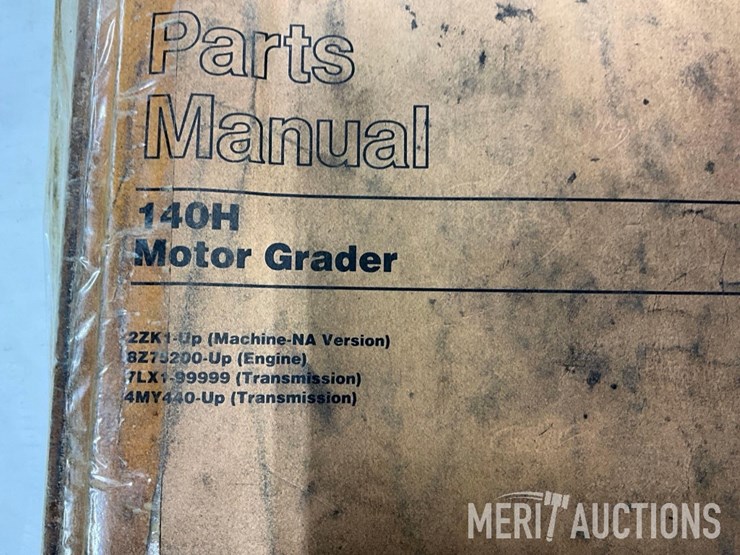 Parts
Manual
140H
Motor Grader
2ZK1-Up (Machine-NA Version)
8Z75200-Up (Engine)
7LX1-99999 (Transmission)
4MY440-Up (Transmission)
MERIT AUCTIONS